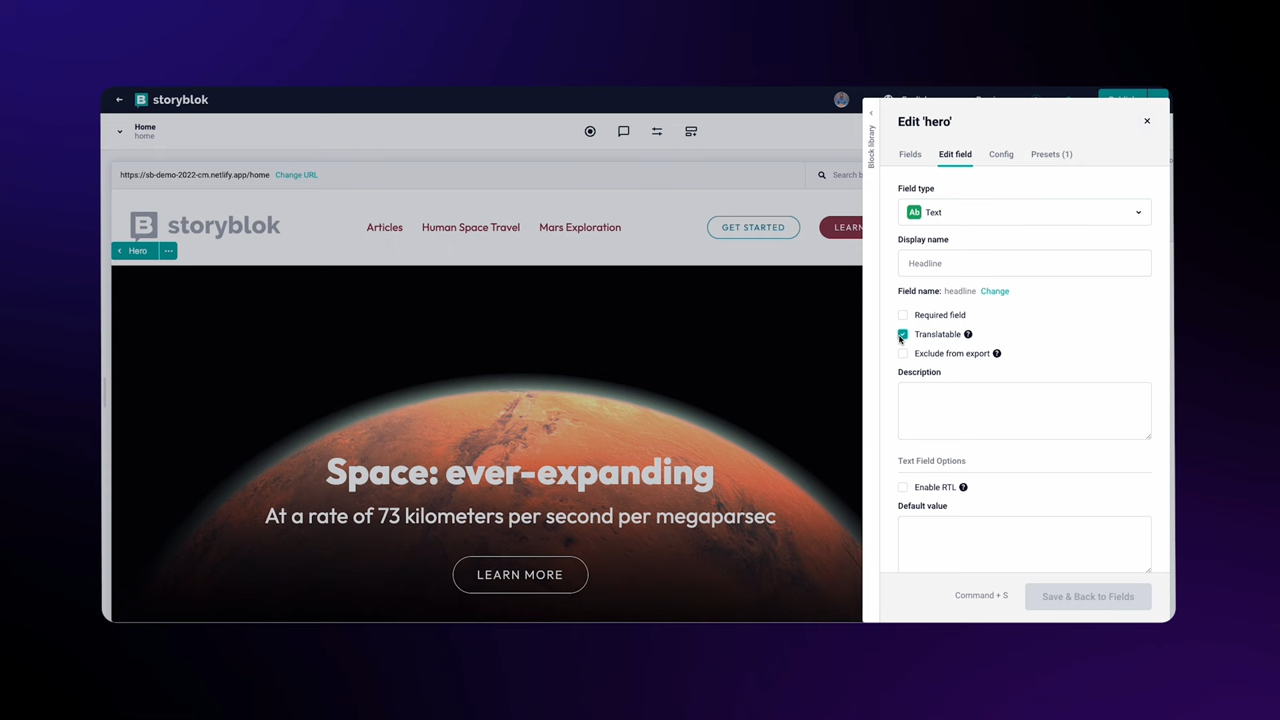 storyblok
Home
home
https://sb-demo-2022-cm.netlify.app/home Change URL
Search b
storyblok
Articles Human Space Travel Mars Exploration
GET STARTED
LEARN
Hero
Space: ever-expanding
At a rate of 73 kilometers per second per megaparsec
LEARN MORE
Block library
Edit 'hero'
Fields Edit field Config Presets (1)
Field type
Ab Text
Display name
Headline
Field name: headline Change
Required field
Translatable ?
Exclude from export ?
Description
Text Field Options
Enable RTL ?
Default value
Command + S
Save & Back to Fields